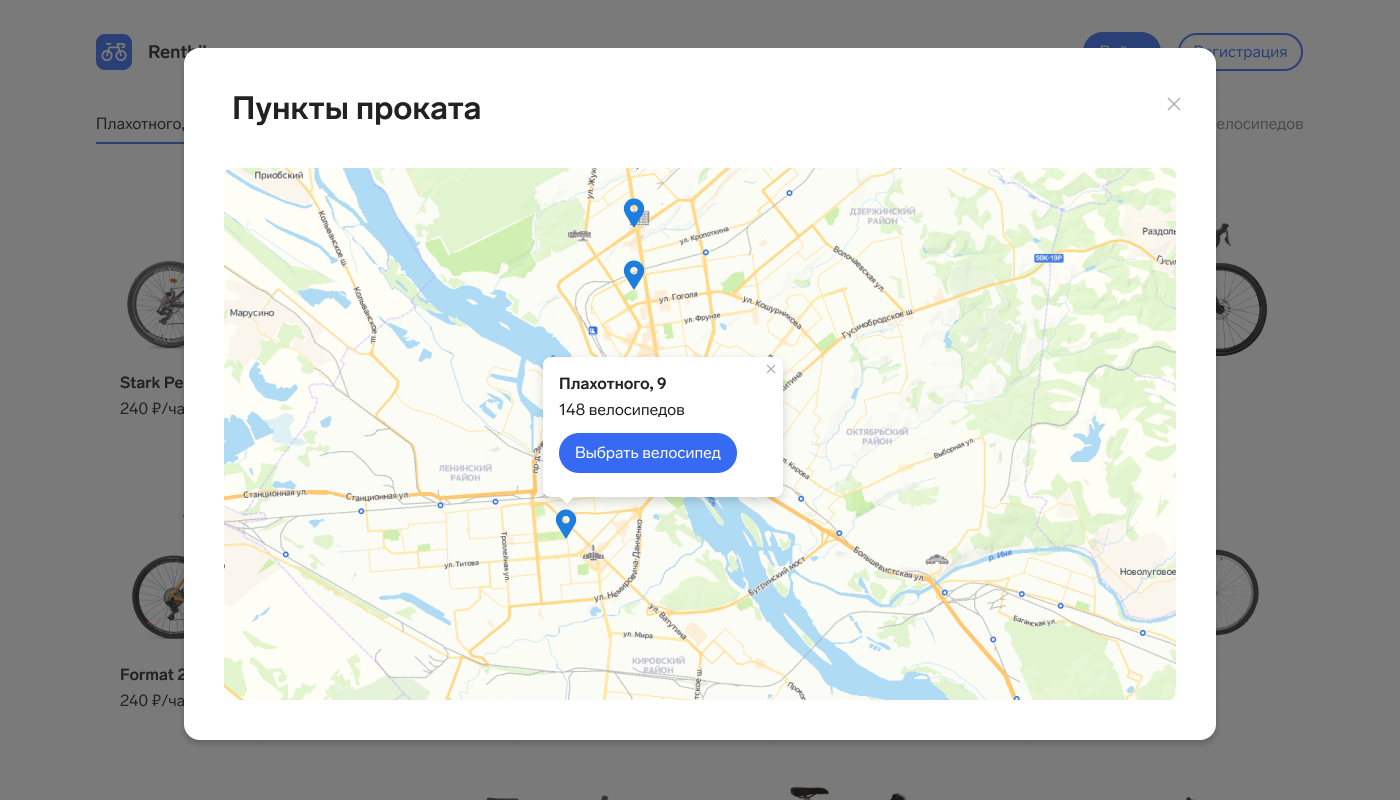 Регистрация
Пункты проката
Плахотного,
велосипедов
Приобский
ул. Кропоткина
ДЗЕРЖИНСКИЙ
РАЙОН
Колыванское ш.
Волочаевская ул.
50К-19Р
ул. Гоголя
Колыванское ш.
ул. Кошурникова
Марусино
ул. Фрунзе
Гусинобродское ш.
Плахотного, 9
148 велосипедов
Stark Pe
240 ₽/ча
Выбрать велосипед
ОКТЯБРЬСКИЙ
РАЙОН
Выборная ул.
ЛЕНИНСКИЙ
РАЙОН
ул. Кирова
Станционная ул.
Станционная ул.
Троллейная ул.
ул. Титова
ул. Немировича-Данченко
Бугринский мост
Большевистская ул.
р. Иня
Новолуговое
ул. Ватутина
ул. Мира
Баганская ул.
КИРОВСКИЙ
РАЙОН
Format 2
240 ₽/ча